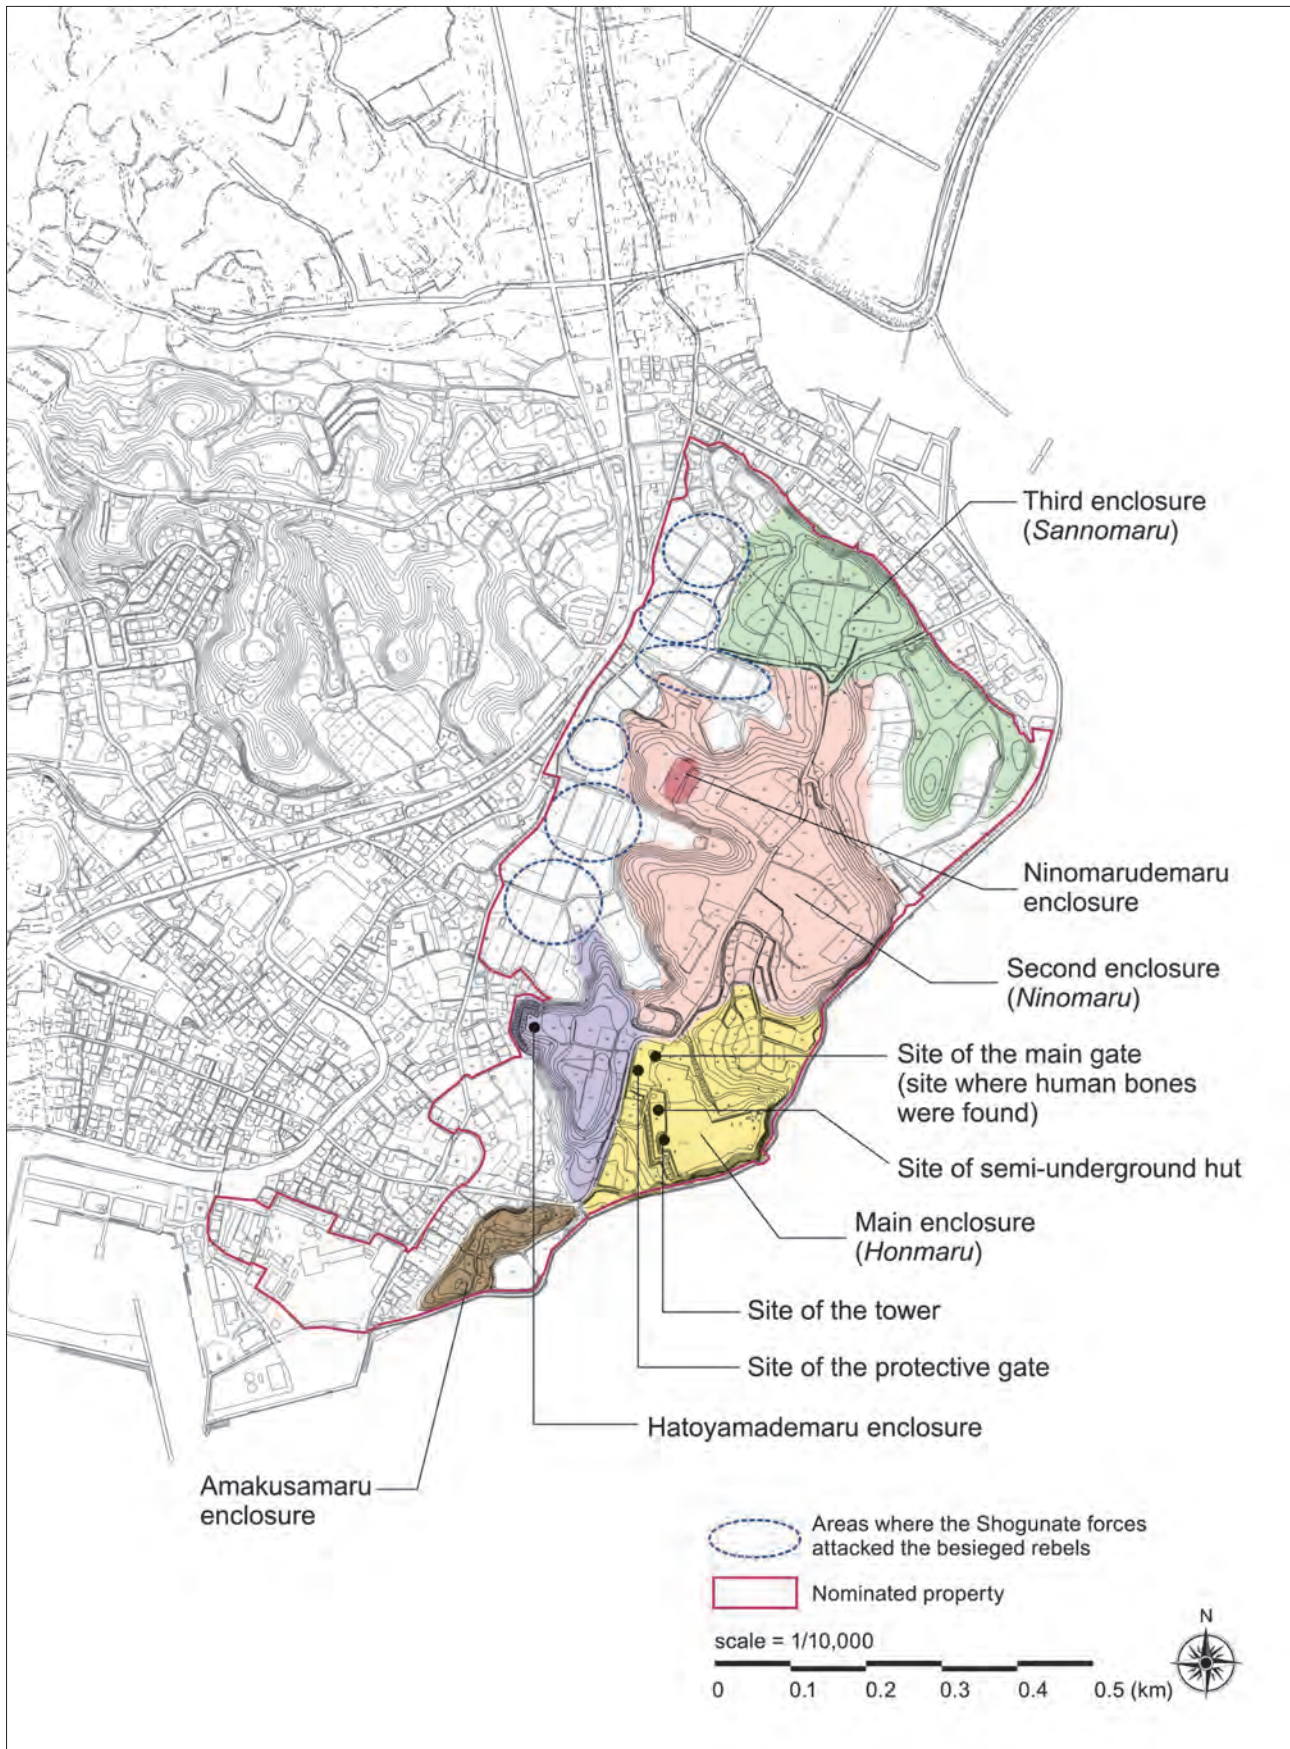 Third enclosure
(Sannomaru)
Ninomarudemaru
enclosure
Second enclosure
(Ninomaru)
Site of the main gate
(site where human bones
were found)
Site of semi-underground hut
Main enclosure
(Honmaru)
Site of the tower
Site of the protective gate
Hatoyamademaru enclosure
Amakusamaru
enclosure
Areas where the Shogunate forces
attacked the besieged rebels
Nominated property
scale = 1/10,000
0 0.1 0.2 0.3 0.4 0.5 (km)
N